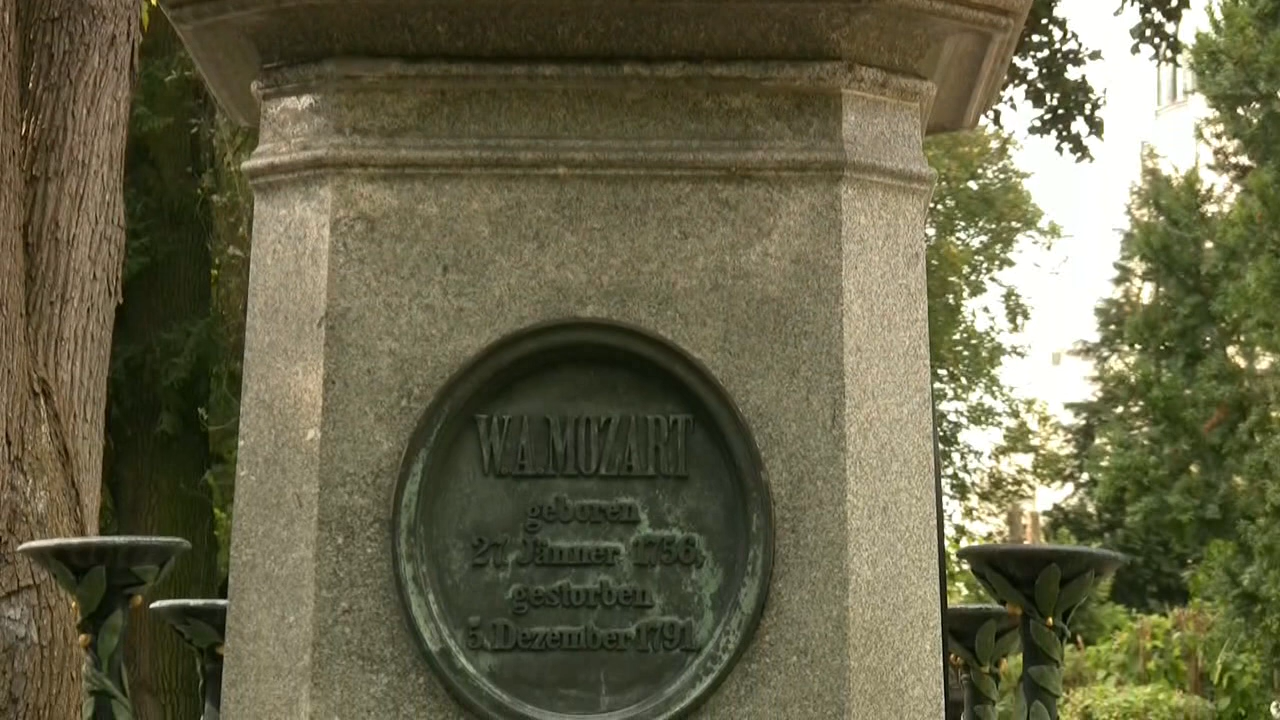 W.A.MOZART
geboren
27. Jänner 1756,
gestorben
5. Dezember 1791.